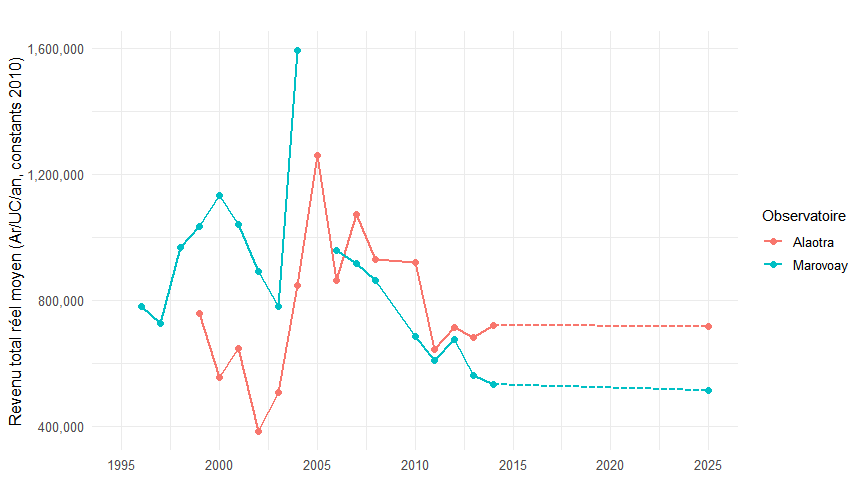 Revenu total réel moyen (Ar/UC/an, constants 2010)
1,600,000
1,200,000
800,000
400,000
1995
2000
2005
2010
2015
2020
2025
Observatoire
Alaotra
Marovoay